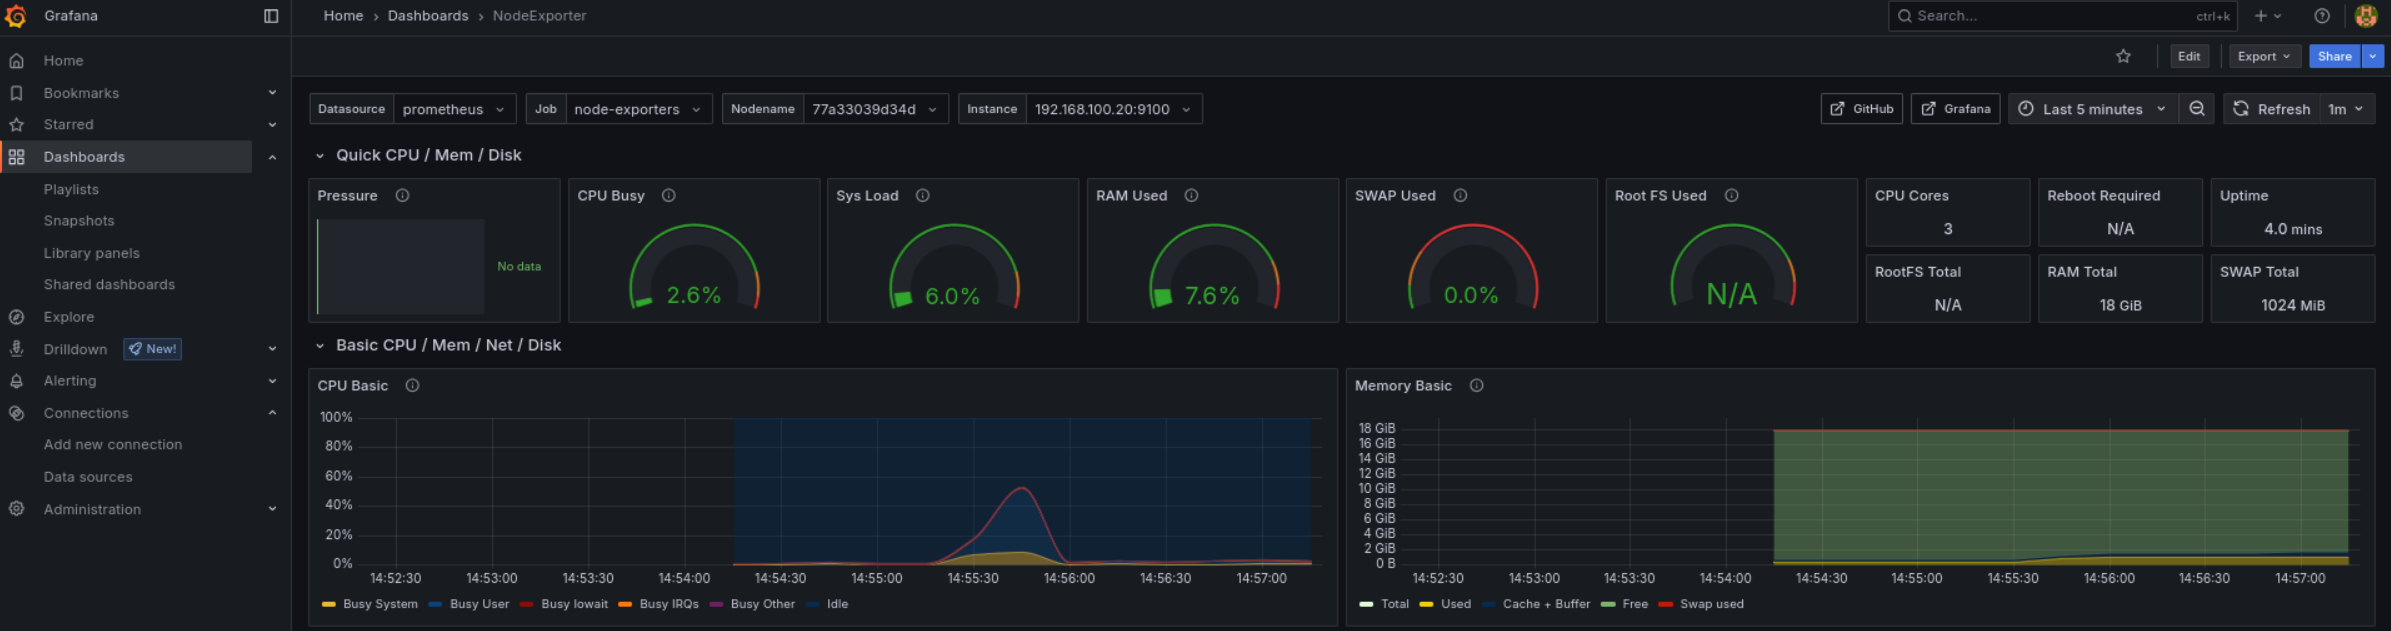 Grafana
Home › Dashboards › NodeExporter
Search... ctrl+k
Edit Export Share
Home
Bookmarks
Starred
Dashboards
Playlists
Snapshots
Library panels
Shared dashboards
Explore
Drilldown New!
Alerting
Connections
Add new connection
Data sources
Administration
Datasource prometheus Job node-exporters Nodename 77a33039d34d Instance 192.168.100.20:9100
GitHub Grafana Last 5 minutes Refresh 1m
Quick CPU / Mem / Disk
Pressure
No data
CPU Busy
2.6%
Sys Load
6.0%
RAM Used
7.6%
SWAP Used
0.0%
Root FS Used
N/A
CPU Cores
3
Reboot Required
N/A
Uptime
4.0 mins
RootFS Total
N/A
RAM Total
18 GiB
SWAP Total
1024 MiB
Basic CPU / Mem / Net / Disk
CPU Basic
100%
80%
60%
40%
20%
0%
14:52:30 14:53:00 14:53:30 14:54:00 14:54:30 14:55:00 14:55:30 14:56:00 14:56:30 14:57:00
Busy System Busy User Busy Iowait Busy IRQs Busy Other Idle
Memory Basic
18 GiB
16 GiB
14 GiB
12 GiB
10 GiB
8 GiB
6 GiB
4 GiB
2 GiB
0 B
14:52:30 14:53:00 14:53:30 14:54:00 14:54:30 14:55:00 14:55:30 14:56:00 14:56:30 14:57:00
Total Used Cache + Buffer Free Swap used